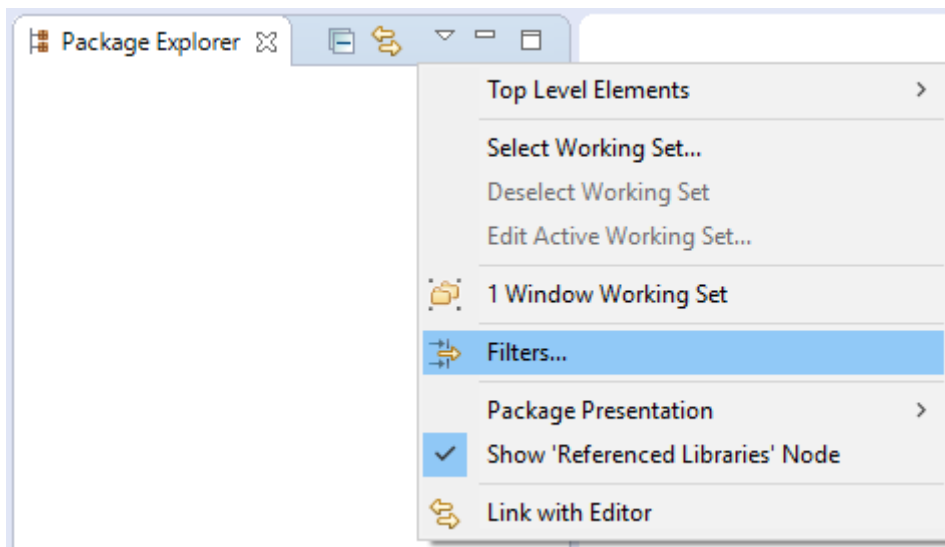 Package Explorer
Top Level Elements
Select Working Set...
Deselect Working Set
Edit Active Working Set...
1 Window Working Set
Filters...
Package Presentation
Show 'Referenced Libraries' Node
Link with Editor